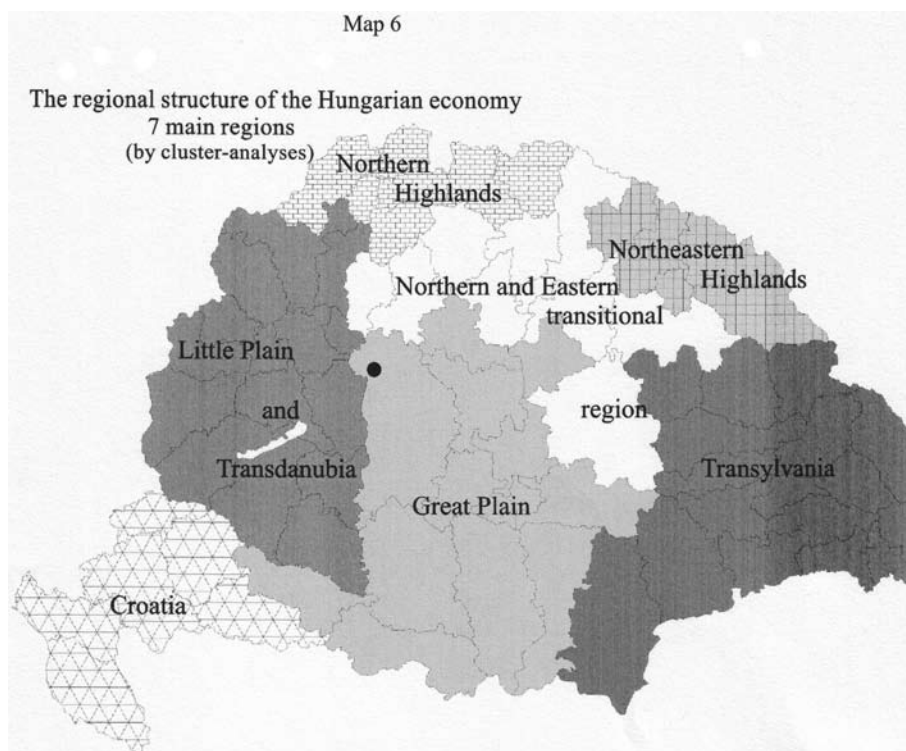 Map 6
The regional structure of the Hungarian economy
7 main regions
(by cluster-analyses)
Northern
Highlands
Northeastern
Highlands
Northern and Eastern
transitional
region
Little Plain
and
Transdanubia
Great Plain
Transylvania
Croatia